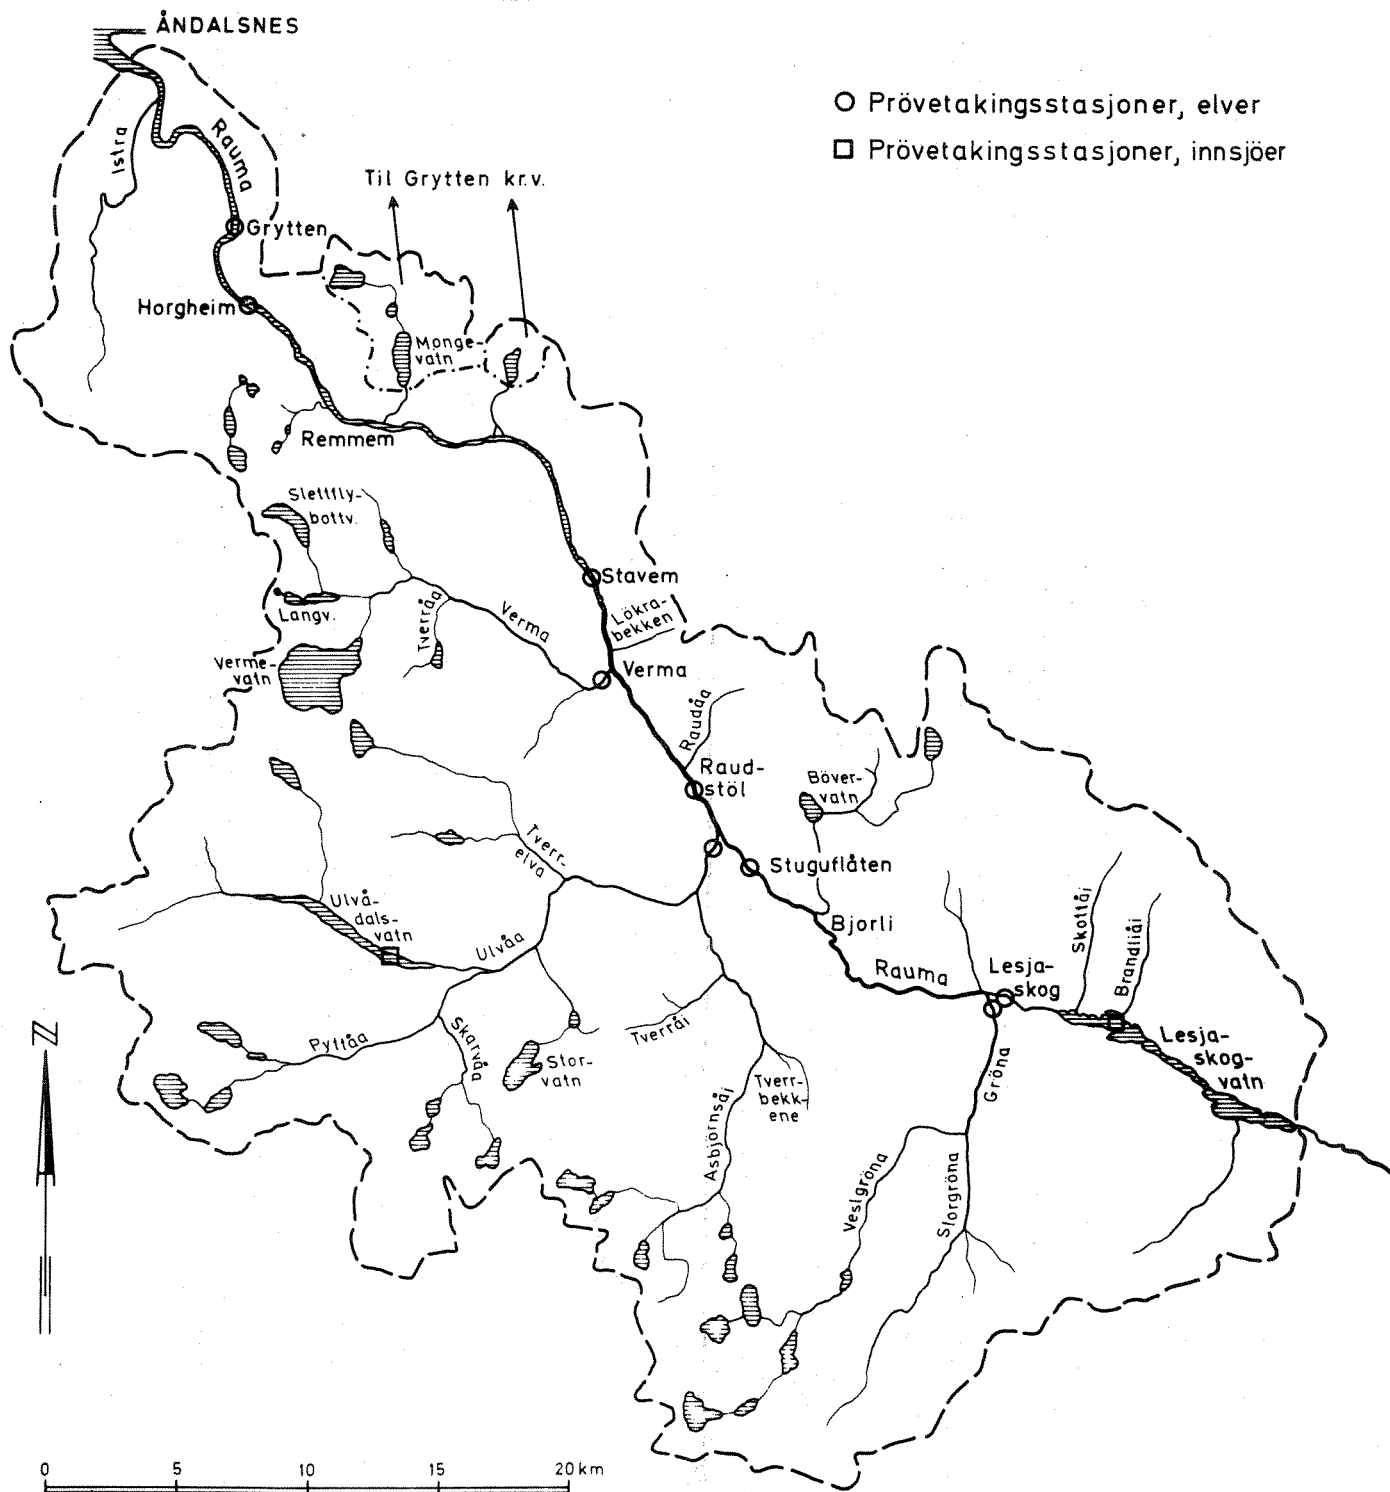 ÅNDALSNES
Prövetakingsstasjoner, elver
Prövetakingsstasjoner, innsjöer
Istra
Rauma
Til Grytten kr.v.
Grytten
Horgheim
Monge-
vatn
Remmem
Slettfly-
bottv.
Stavem
Langv.
Tverråa
Verma
Lökra-
bekken
Verme-
vatn
Verma
Raudåa
Raud-
stöl
Böver-
vatn
Tverr-
elva
Stuguflåten
Ulvå-
dals-
vatn
Bjorli
Skottåi
Brandliåi
Ulvåa
Rauma
Lesja-
skog
Pyttåa
Skarvåa
Tverråi
Stor-
vatn
Lesja-
skog-
vatn
Gröna
Tverr-
bekk-
ene
Asbjörnsåi
Veslgröna
Storgröna
N
0 5 10 15 20 km